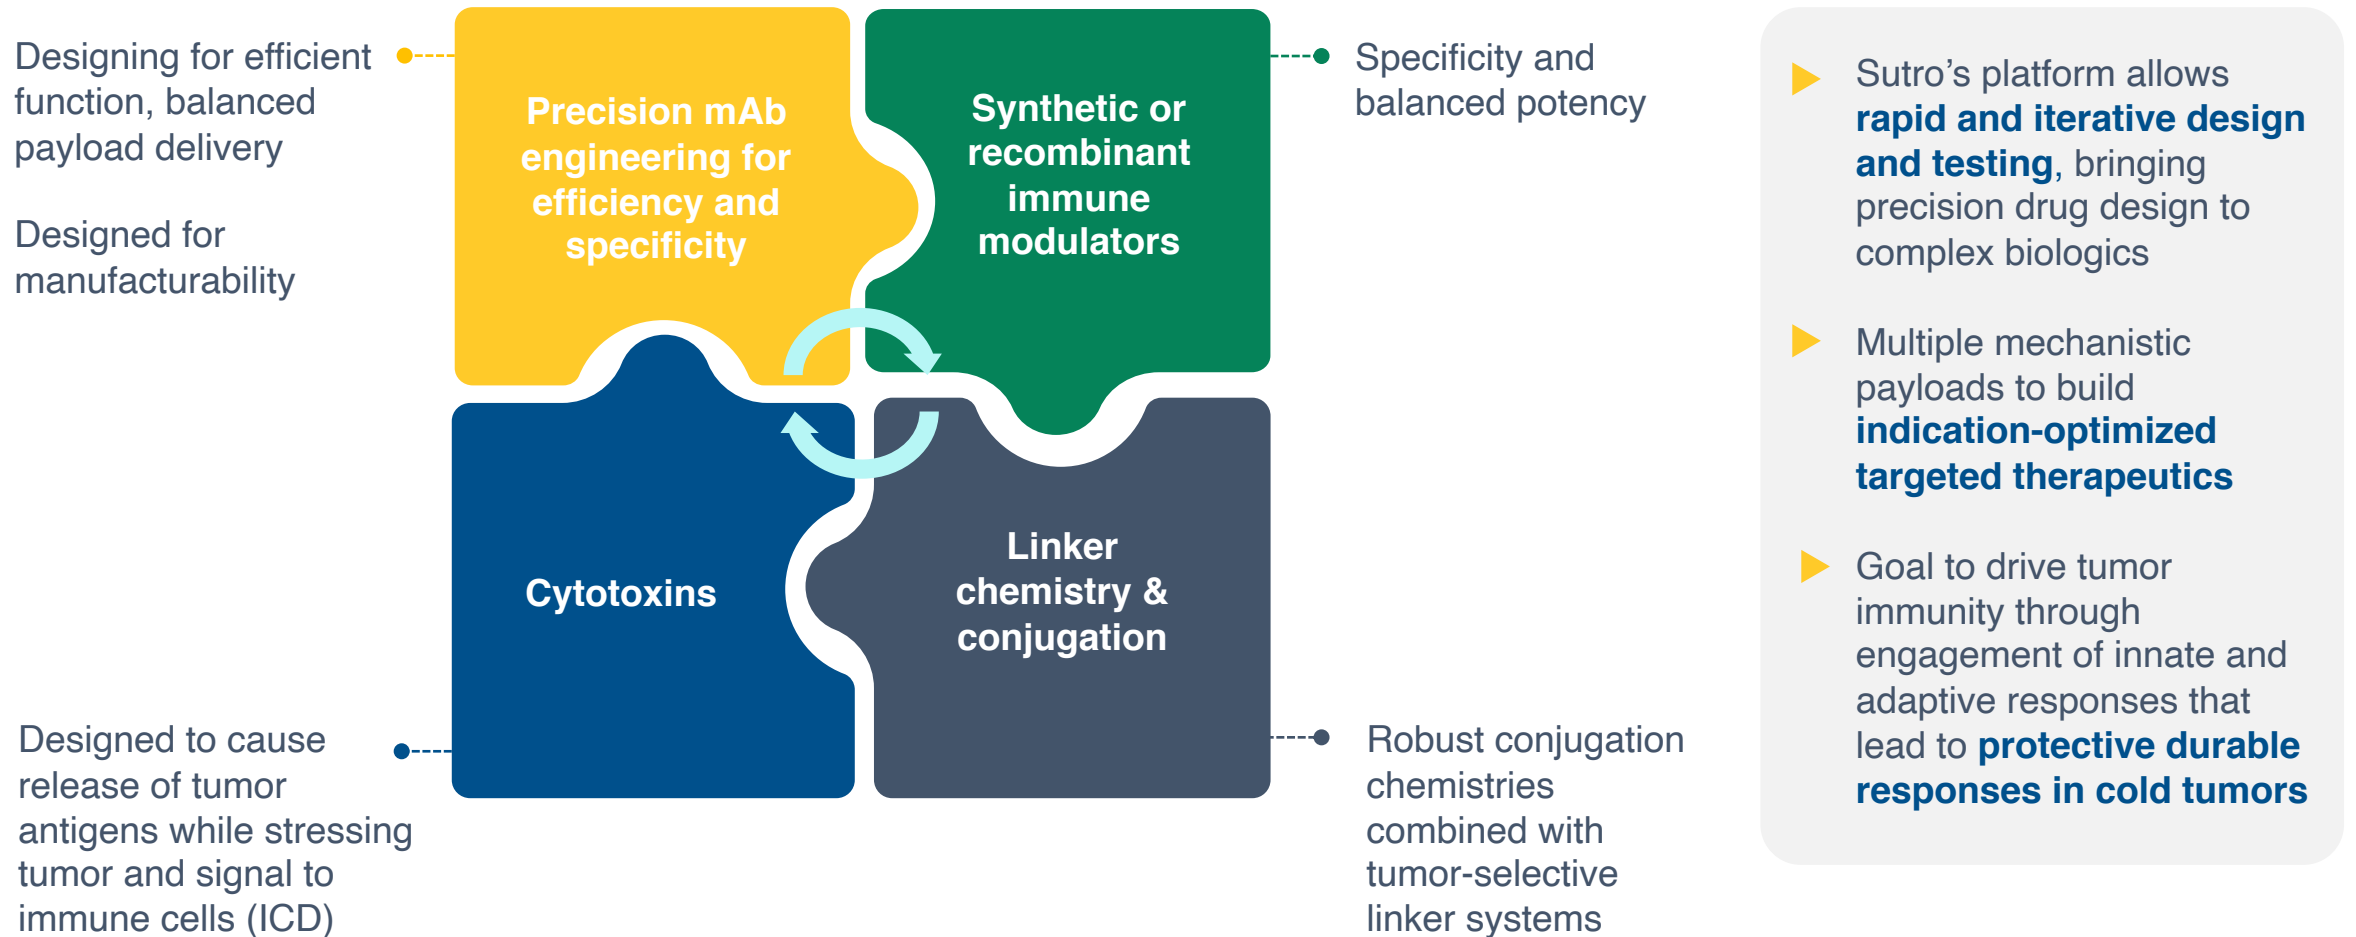 Designing for efficient
function, balanced
payload delivery
Designed for
manufacturability
Precision mAb
engineering for
efficiency and
specificity
Synthetic or
recombinant
immune
modulators
Specificity and
balanced potency
Cytotoxins
Linker
chemistry &
conjugation
Designed to cause
release of tumor
antigens while stressing
tumor and signal to
immune cells (ICD)
Robust conjugation
chemistries
combined with
tumor-selective
linker systems
Sutro’s platform allows
rapid and iterative design
and testing, bringing
precision drug design to
complex biologics
Multiple mechanistic
payloads to build
indication-optimized
targeted therapeutics
Goal to drive tumor
immunity through
engagement of innate and
adaptive responses that
lead to protective durable
responses in cold tumors